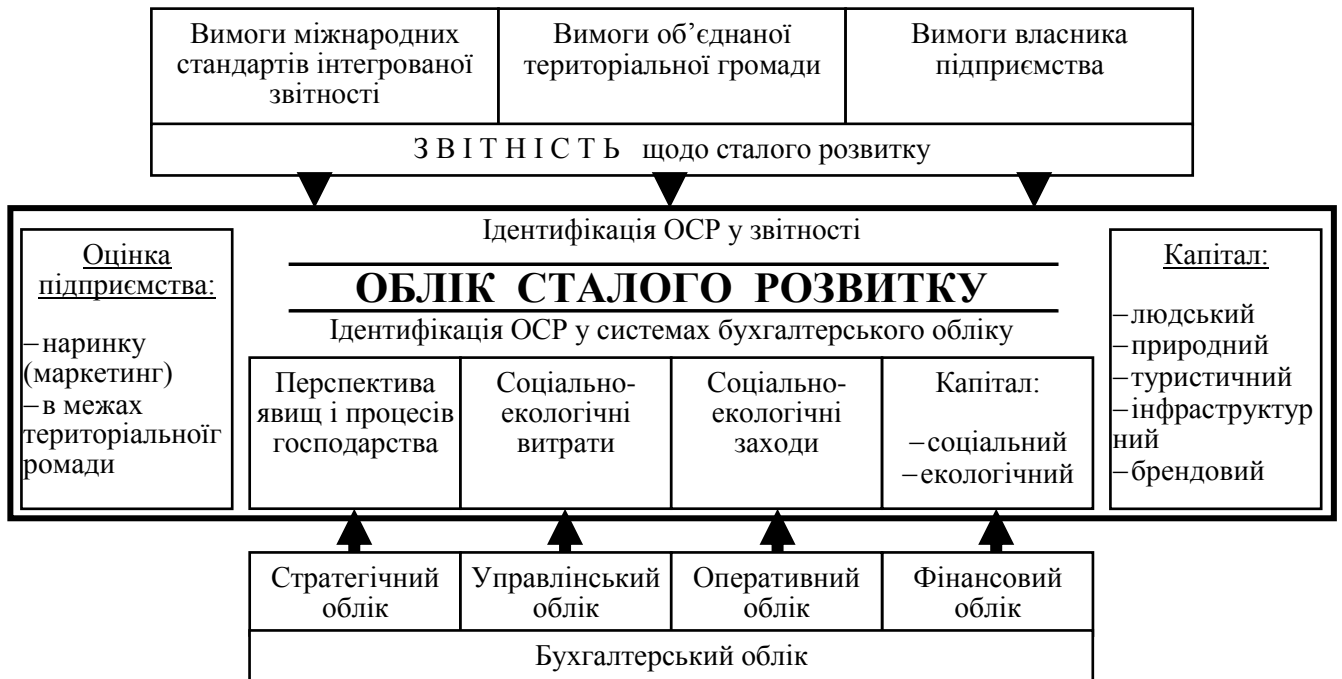 Вимоги міжнародних
стандартів інтегрованої
звітності
Вимоги об’єднаної
територіальної громади
Вимоги власника
підприємства
З В І Т Н І С Т Ь щодо сталого розвитку
Ідентифікація ОСР у звітності
Оцінка
підприємства:
–наринку
(маркетинг)
–в межах
територіальноїг
ромади
ОБЛІК СТАЛОГО РОЗВИТКУ
Ідентифікація ОСР у системах бухгалтерського обліку
Перспектива
явищ і процесів
господарства
Соціально-
екологічні
витрати
Соціально-
екологічні
заходи
Капітал:
–соціальний
–екологічний
Капітал:
–людський
–природний
–туристичний
–інфраструктур
ний
–брендовий
Стратегічний
облік
Управлінський
облік
Оперативний
облік
Фінансовий
облік
Бухгалтерський облік